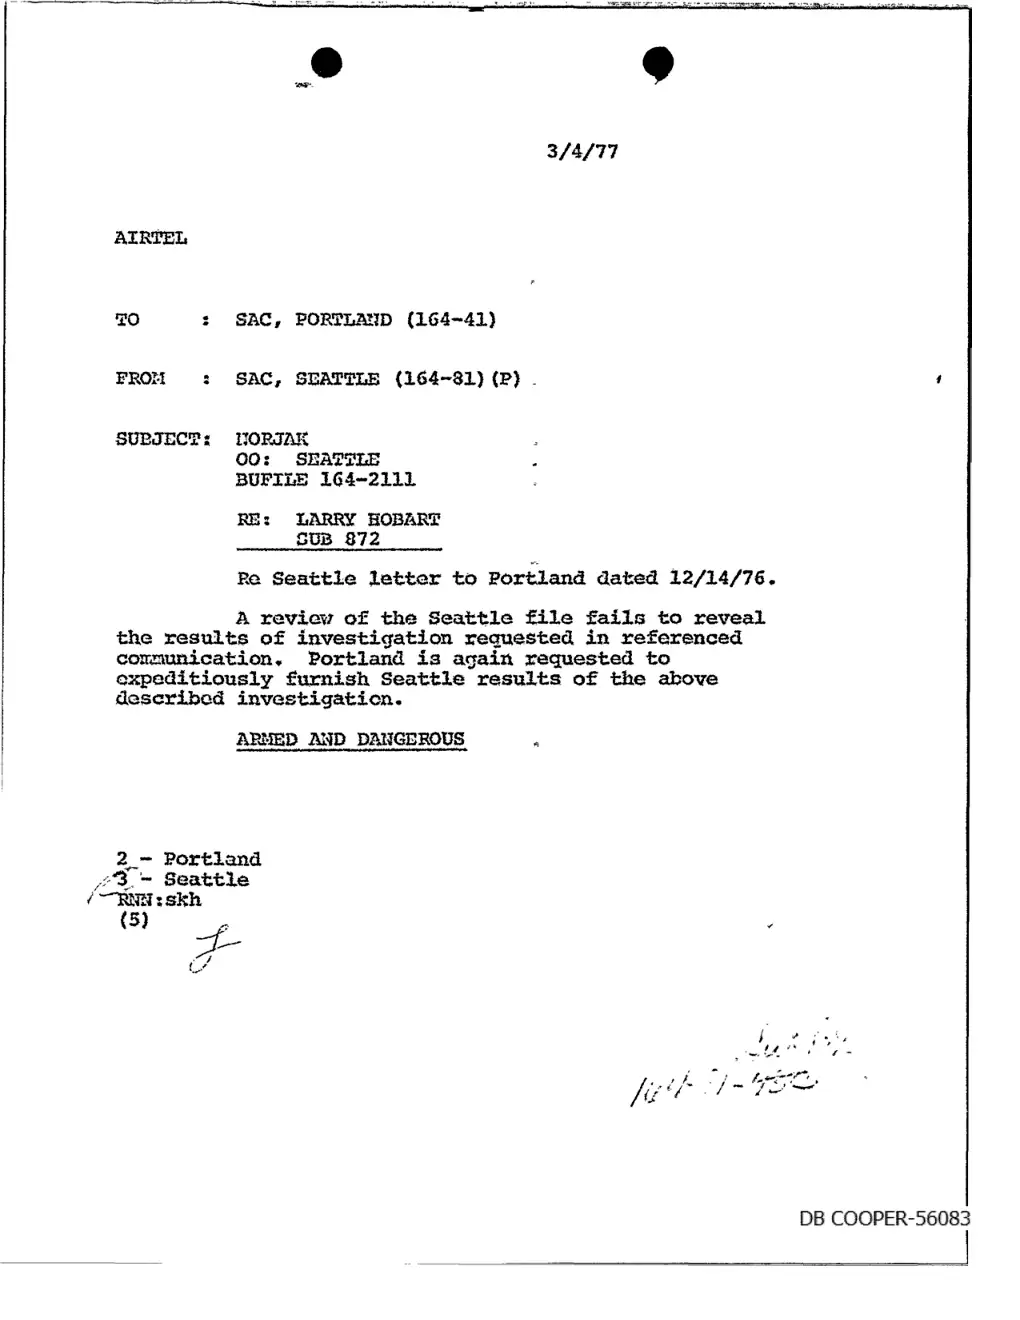 3/4/77
AIRTEL
TO : SAC, PORTLAND (164-41)
FROM : SAC, SEATTLE (164-81)(P)
SUBJECT: NORJAK
OO: SEATTLE
BUFILE 164-2111
RE: LARRY HOBART
SUB 872
Re Seattle letter to Portland dated 12/14/76.
A review of the Seattle file fails to reveal
the results of investigation requested in referenced
communication. Portland is again requested to
expeditiously furnish Seattle results of the above
described investigation.
ARMED AND DANGEROUS
2 - Portland
3 - Seattle
RNN:skh
(5)
DB COOPER-56083